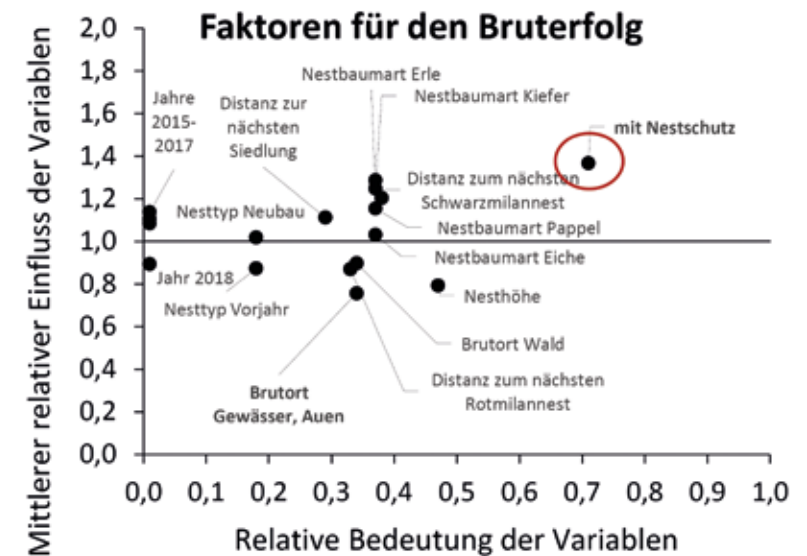 Faktoren für den Bruterfolg
Mittlerer relativer Einfluss der Variablen
2,0
1,8
1,6
1,4
1,2
1,0
0,8
0,6
0,4
0,2
0,0
Nestbaumart Erle
Nestbaumart Kiefer
Jahre
2015-
2017
Distanz zur
nächsten
Siedlung
mit Nestschutz
Distanz zum nächsten
Schwarzmilannest
Nesttyp Neubau
Nestbaumart Pappel
Nestbaumart Eiche
Jahr 2018
Nesttyp Vorjahr
Nesthöhe
Brutort Wald
Distanz zum nächsten
Rotmilannest
Brutort
Gewässer, Auen
0,0 0,1 0,2 0,3 0,4 0,5 0,6 0,7 0,8 0,9 1,0
Relative Bedeutung der Variablen